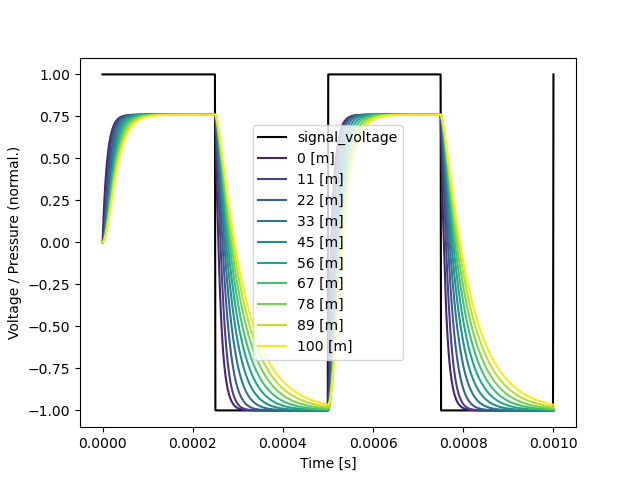 1.00
0.75
0.50
0.25
0.00
−0.25
−0.50
−0.75
−1.00
Voltage / Pressure (normal.)
signal_voltage
0 [m]
11 [m]
22 [m]
33 [m]
45 [m]
56 [m]
67 [m]
78 [m]
89 [m]
100 [m]
0.0000 0.0002 0.0004 0.0006 0.0008 0.0010
Time [s]